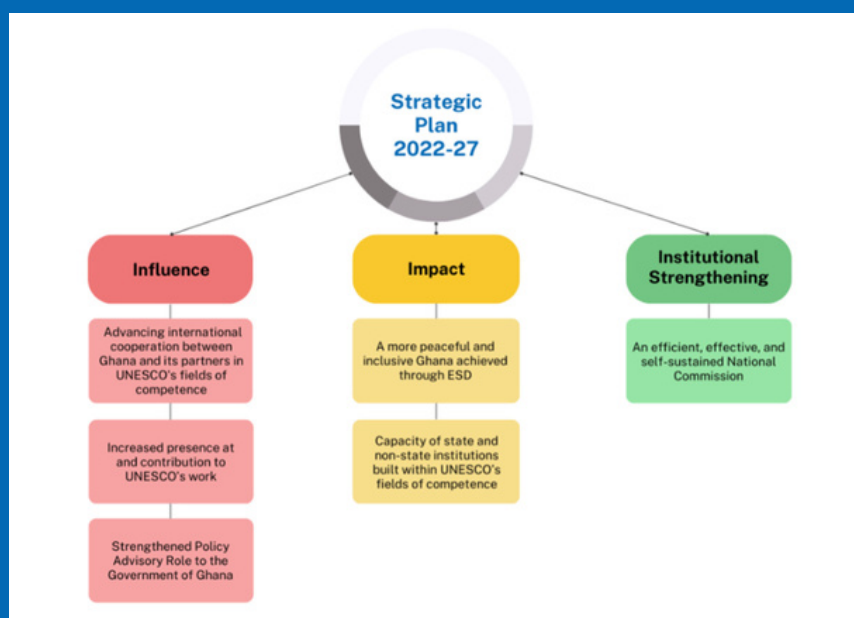 Strategic
Plan
2022-27
Influence
Advancing international
cooperation between
Ghana and its partners in
UNESCO's fields of
competence
Increased presence at
and contribution to
UNESCO's work
Strengthened Policy
Advisory Role to the
Government of Ghana
Impact
A more peaceful and
inclusive Ghana achieved
through ESD
Capacity of state and
non-state institutions
built within UNESCO's
fields of competence
Institutional
Strengthening
An efficient, effective, and
self-sustained National
Commission